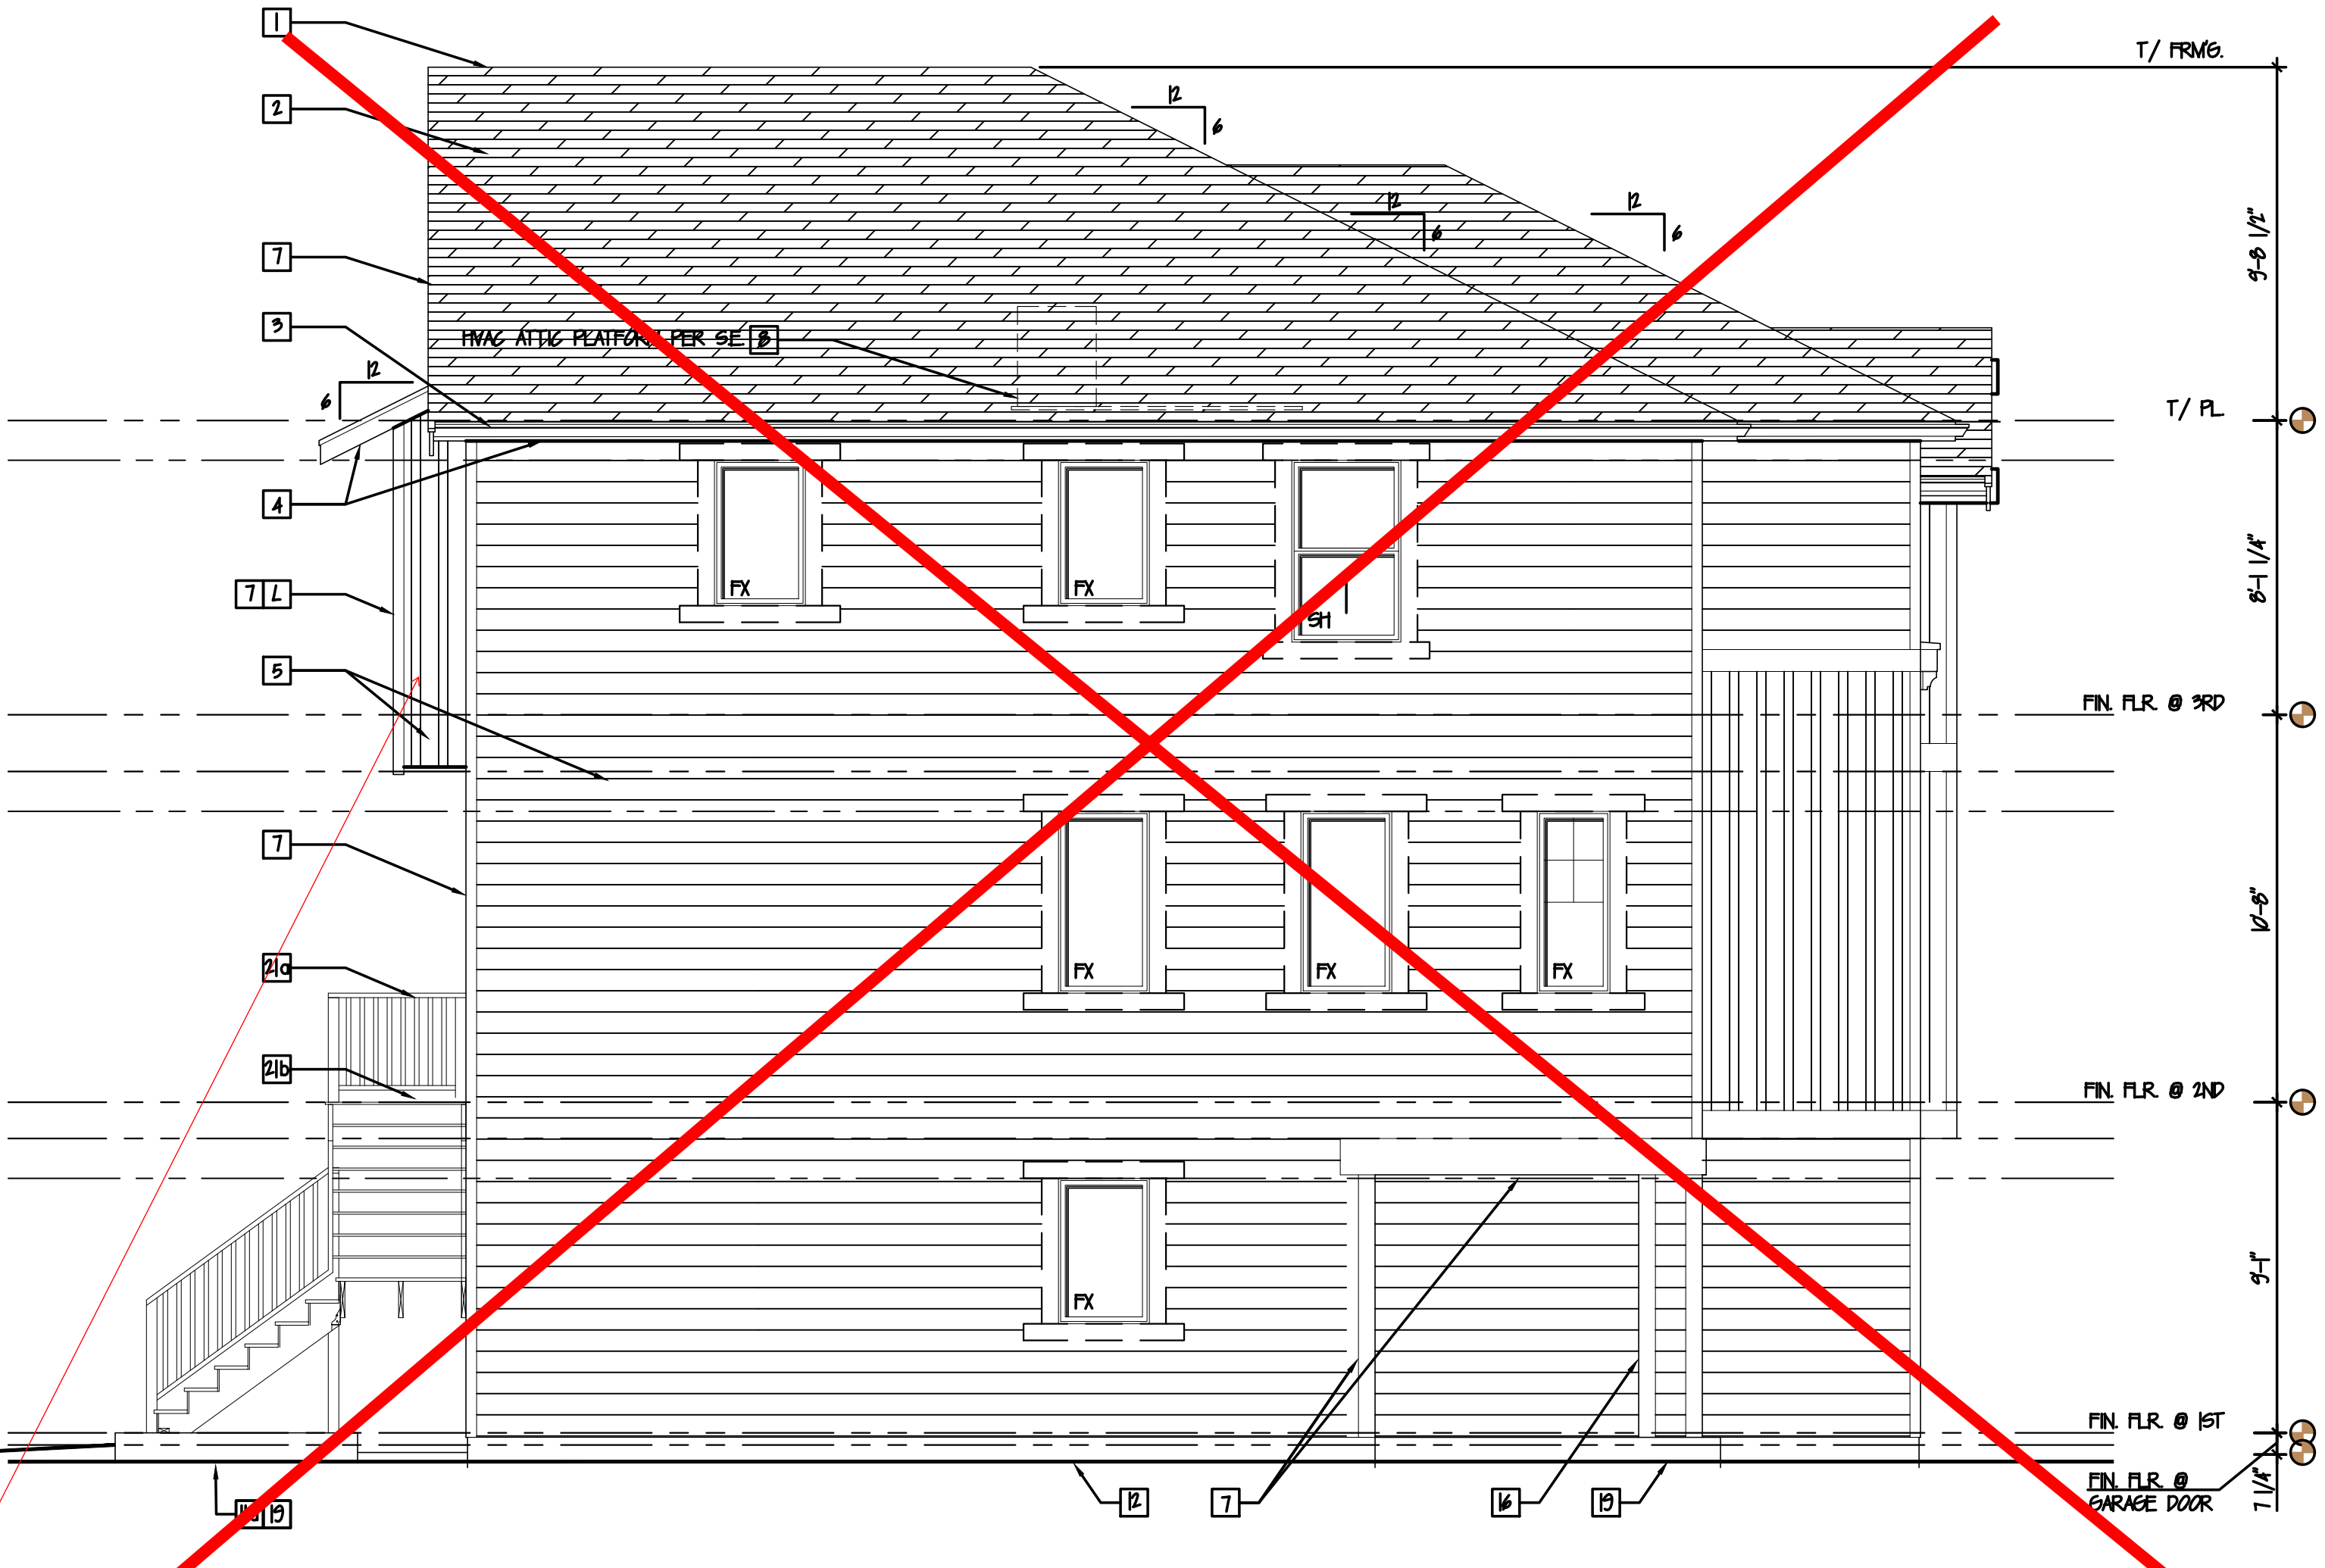 1
T/ FRM'G.
2
12
6
12
6
12
6
9'-8 1/2"
7
3
HVAC ATTIC PLATFORM PER S.E. 8
12
6
T/ PL.
4
8'-1 1/4"
7 L
FX
FX
SH
5
FIN. FLR. @ 3RD
7
10'-8"
21a
FX
FX
FX
21b
FIN. FLR. @ 2ND
9'-1"
FX
FIN. FLR. @ 1ST
FIN. FLR. @
GARAGE DOOR
7 1/4"
19
12
7
16
19